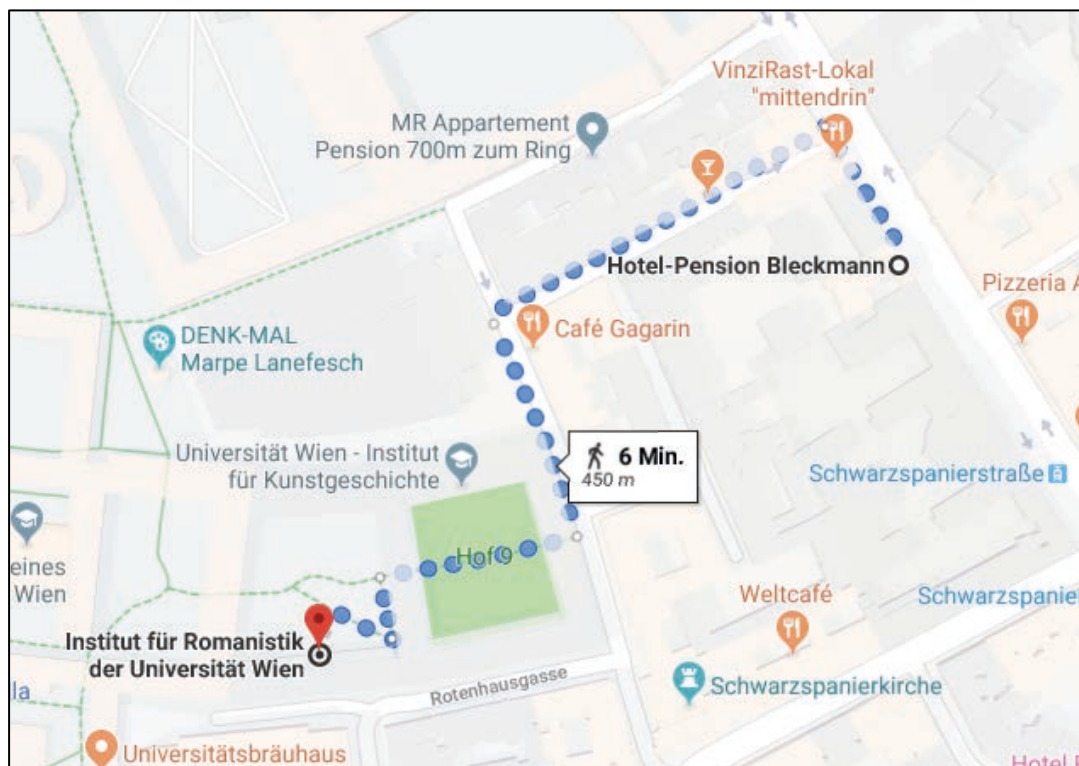 VinziRast-Lokal
"mittendrin"
MR Appartement
Pension 700m zum Ring
Hotel-Pension Bleckmann
Pizzeria A
Café Gagarin
DENK-MAL
Marpe Lanefesch
Universität Wien - Institut
für Kunstgeschichte
6 Min.
450 m
Schwarzspanierstraße
Hof 9
eines
Wien
Weltcafé
Schwarzspanie
Institut für Romanistik
der Universität Wien
Rotenhausgasse
Schwarzspanierkirche
lla
Universitätsbräuhaus